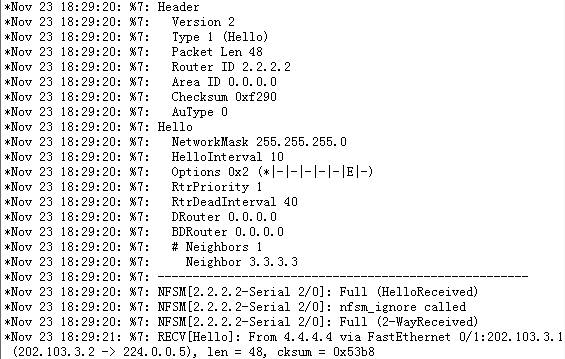 *Nov 23 18:29:20: %7: Header
*Nov 23 18:29:20: %7:   Version 2
*Nov 23 18:29:20: %7:   Type 1 (Hello)
*Nov 23 18:29:20: %7:   Packet Len 48
*Nov 23 18:29:20: %7:   Router ID 2.2.2.2
*Nov 23 18:29:20: %7:   Area ID 0.0.0.0
*Nov 23 18:29:20: %7:   Checksum 0xf290
*Nov 23 18:29:20: %7:   AuType 0
*Nov 23 18:29:20: %7: Hello
*Nov 23 18:29:20: %7:   NetworkMask 255.255.255.0
*Nov 23 18:29:20: %7:   HelloInterval 10
*Nov 23 18:29:20: %7:   Options 0x2 (*|-|-|-|-|-|E|-)
*Nov 23 18:29:20: %7:   RtrPriority 1
*Nov 23 18:29:20: %7:   RtrDeadInterval 40
*Nov 23 18:29:20: %7:   DRouter 0.0.0.0
*Nov 23 18:29:20: %7:   BDRouter 0.0.0.0
*Nov 23 18:29:20: %7:   # Neighbors 1
*Nov 23 18:29:20: %7:     Neighbor 3.3.3.3
*Nov 23 18:29:20: %7: -----------------------------------------------------
*Nov 23 18:29:20: %7: NFSM[2.2.2.2-Serial 2/0]: Full (HelloReceived)
*Nov 23 18:29:20: %7: NFSM[2.2.2.2-Serial 2/0]: nfsm_ignore called
*Nov 23 18:29:20: %7: NFSM[2.2.2.2-Serial 2/0]: Full (2-WayReceived)
*Nov 23 18:29:21: %7: RECV[Hello]: From 4.4.4.4 via FastEthernet 0/1:202.103.3.1
(202.103.3.2 -> 224.0.0.5), len = 48, cksum = 0x53b8